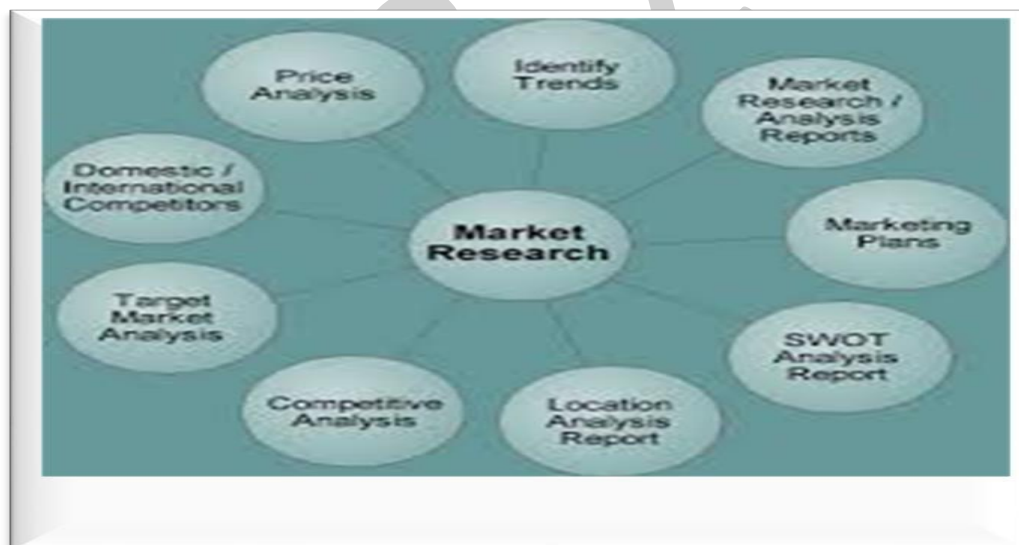 Identify
Trends
Price
Analysis
Market
Research /
Analysis
Reports
Domestic /
International
Competitors
Marketing
Plans
Market
Research
Target
Market
Analysis
SWOT
Analysis
Report
Competitive
Analysis
Location
Analysis
Report